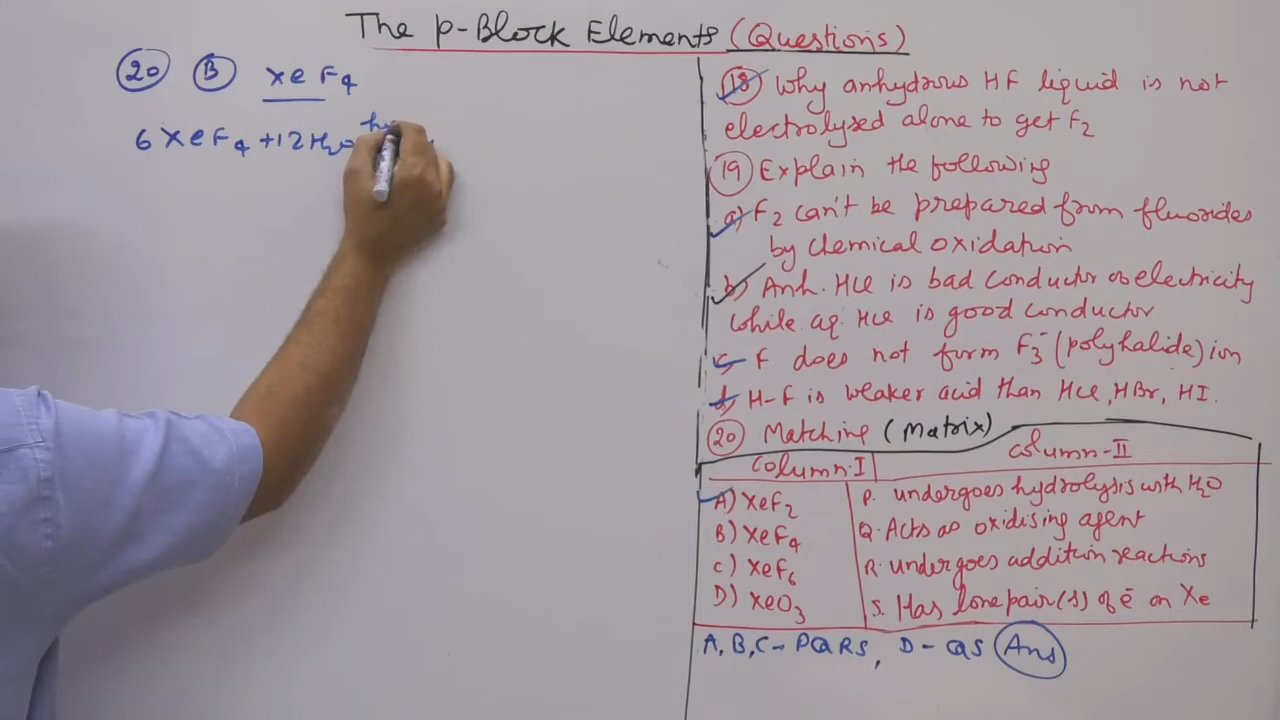 The p-Block Elements (Questions)
20 B XeF4
6 XeF4 + 12 H2O
18 Why anhydrous HF liquid is not
electrolyzed alone to get F2
19 Explain the following
a) F2 can't be prepared from fluorides
by chemical oxidation
b) Anh. HCl is bad conductor of electricity
while aq. HCl is good conductor
c) F does not form F3⁻ (polyhalide) ion
d) H-F is weaker acid than HCl, HBr, HI.
20 Matching (Matrix)
Column-I Column-II
A) XeF2 P. undergoes hydrolysis with H2O
B) XeF4 Q. Acts as oxidising agent
C) XeF6 R. undergoes addition reactions
D) XeO3 S. Has lone pair(s) of ē on Xe
A, B, C - PQRS, D - QS Ans